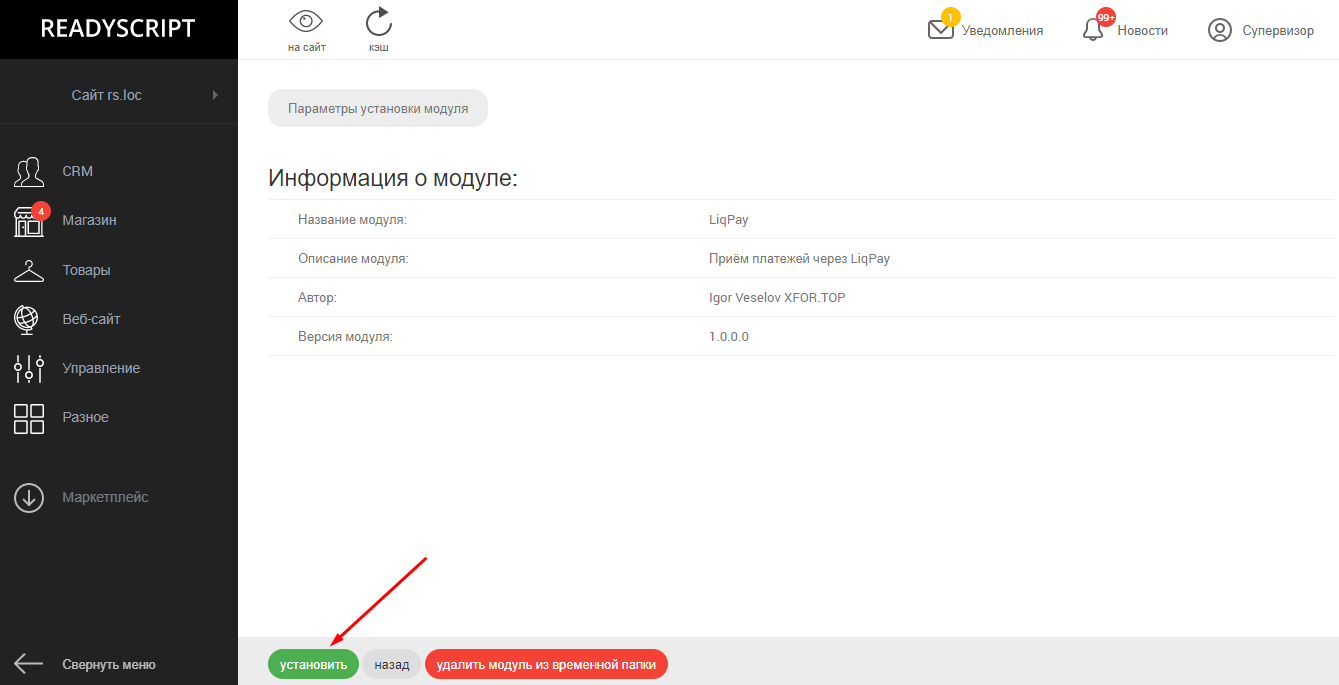 READYSCRIPT
на сайт
кэш
1
Уведомления
99+
Новости
Супервизор
Сайт rs.loc
CRM
4
Магазин
Товары
Веб-сайт
Управление
Разное
Маркетплейс
Свернуть меню
Параметры установки модуля
Информация о модуле:
Название модуля: LiqPay
Описание модуля: Приём платежей через LiqPay
Автор: Igor Veselov XFOR.TOP
Версия модуля: 1.0.0.0
установить назад удалить модуль из временной папки